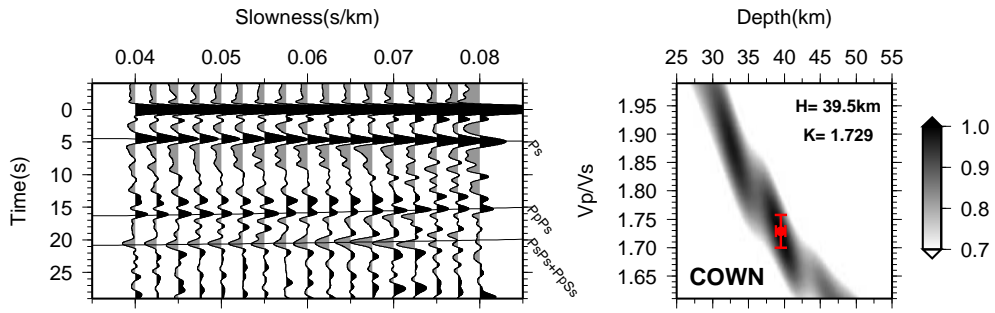 Slowness(s/km)
0.04 0.05 0.06 0.07 0.08
Time(s)
0
5
10
15
20
25
Ps
PpPs
PsPs+PpSs
Depth(km)
25 30 35 40 45 50 55
Vp/Vs
1.95
1.90
1.85
1.80
1.75
1.70
1.65
H= 39.5km
K= 1.729
COWN
1.0
0.9
0.8
0.7